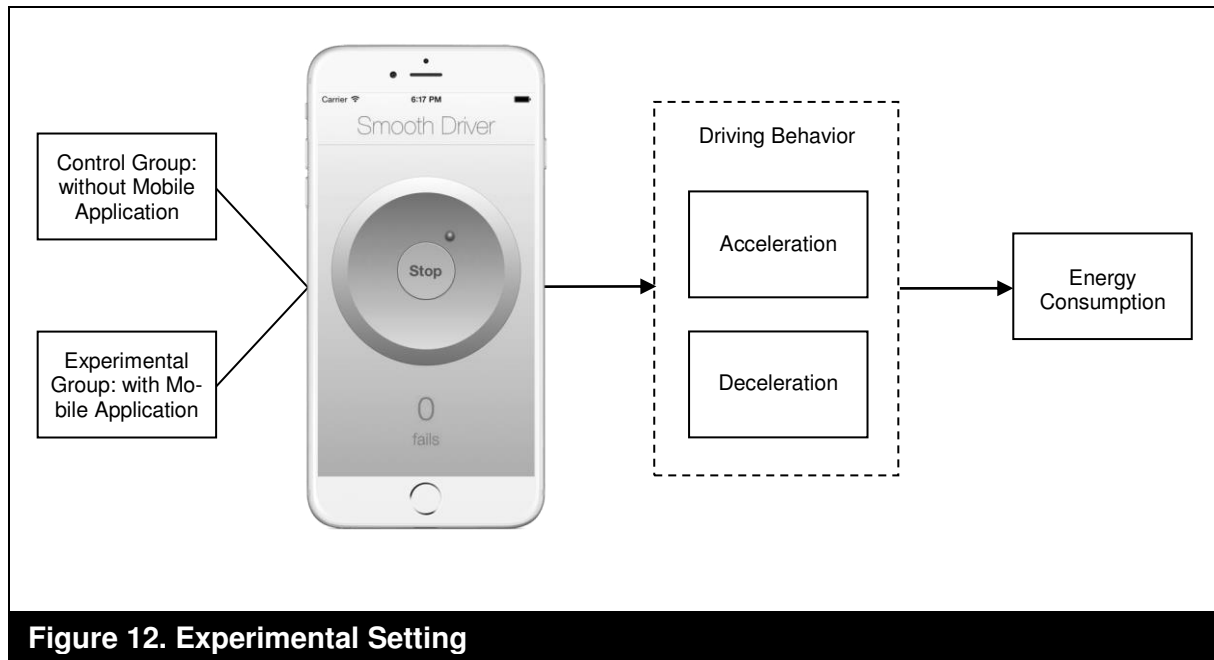 Control Group:
without Mobile
Application
Experimental
Group: with Mo-
bile Application
Carrier
6:17 PM
Smooth Driver
Stop
0
fails
Driving Behavior
Acceleration
Deceleration
Energy
Consumption
Figure 12. Experimental Setting